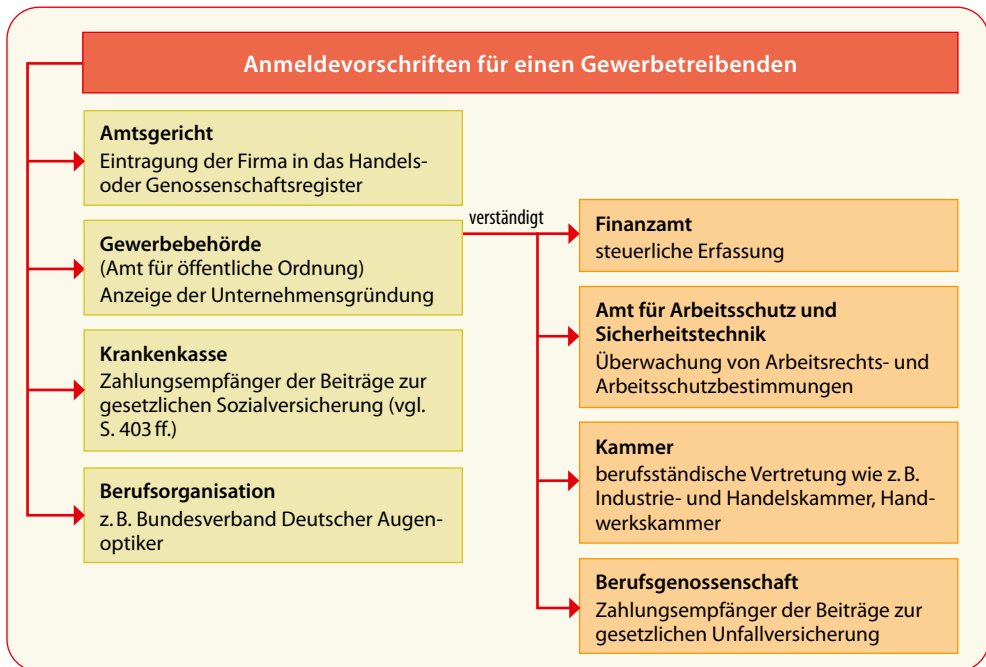 Anmeldevorschriften für einen Gewerbetreibenden
Amtsgericht
Eintragung der Firma in das Handels-
oder Genossenschaftsregister
Gewerbebehörde
(Amt für öffentliche Ordnung)
Anzeige der Unternehmensgründung
Krankenkasse
Zahlungsempfänger der Beiträge zur
gesetzlichen Sozialversicherung (vgl.
S. 403 ff.)
Berufsorganisation
z. B. Bundesverband Deutscher Augen-
optiker
verständigt
Finanzamt
steuerliche Erfassung
Amt für Arbeitsschutz und
Sicherheitstechnik
Überwachung von Arbeitsrechts- und
Arbeitsschutzbestimmungen
Kammer
berufsständische Vertretung wie z. B.
Industrie- und Handelskammer, Hand-
werkskammer
Berufsgenossenschaft
Zahlungsempfänger der Beiträge zur
gesetzlichen Unfallversicherung